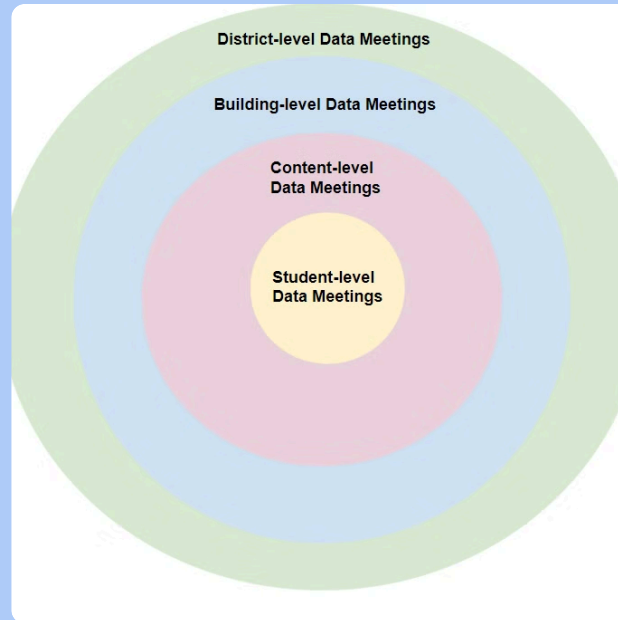 District-level Data Meetings
Building-level Data Meetings
Content-level
Data Meetings
Student-level
Data Meetings